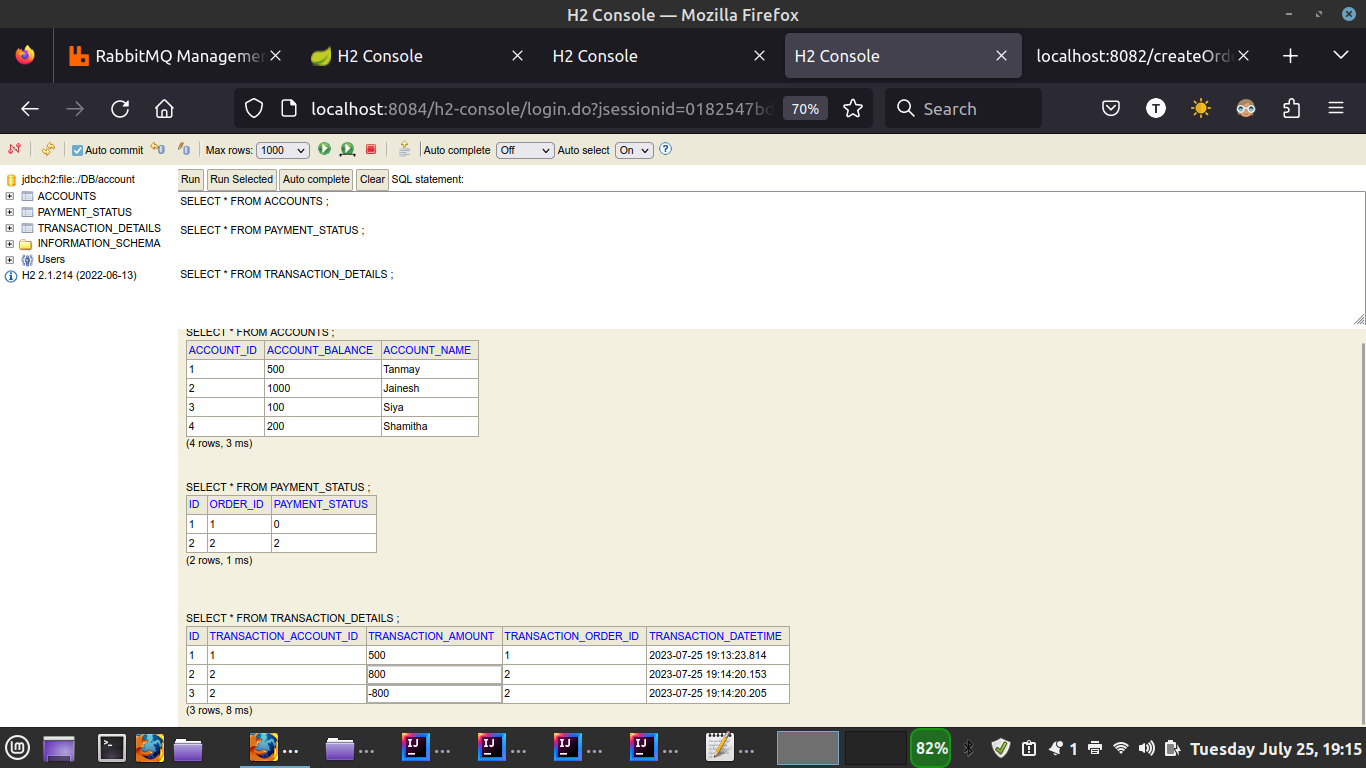 H2 Console — Mozilla Firefox
RabbitMQ Managemen
H2 Console
H2 Console
H2 Console
localhost:8082/createOrde
localhost:8084/h2-console/login.do?jsessionid=0182547bd
70%
Search
T
Auto commit
Max rows: 1000
Auto complete Off
Auto select On
jdbc:h2:file:./DB/account
ACCOUNTS
PAYMENT_STATUS
TRANSACTION_DETAILS
INFORMATION_SCHEMA
Users
H2 2.1.214 (2022-06-13)
Run Run Selected Auto complete Clear SQL statement:
SELECT * FROM ACCOUNTS ;
SELECT * FROM PAYMENT_STATUS ;
SELECT * FROM TRANSACTION_DETAILS ;
SELECT * FROM ACCOUNTS ;
ACCOUNT_ID ACCOUNT_BALANCE ACCOUNT_NAME
1 500 Tanmay
2 1000 Jainesh
3 100 Siya
4 200 Shamitha
(4 rows, 3 ms)
SELECT * FROM PAYMENT_STATUS ;
ID ORDER_ID PAYMENT_STATUS
1 1 0
2 2 2
(2 rows, 1 ms)
SELECT * FROM TRANSACTION_DETAILS ;
ID TRANSACTION_ACCOUNT_ID TRANSACTION_AMOUNT TRANSACTION_ORDER_ID TRANSACTION_DATETIME
1 1 500 1 2023-07-25 19:13:23.814
2 2 800 2 2023-07-25 19:14:20.153
3 2 -800 2 2023-07-25 19:14:20.205
(3 rows, 8 ms)
... ... IJ ... IJ ... IJ ... IJ ... ... 82% 1 Tuesday July 25, 19:15